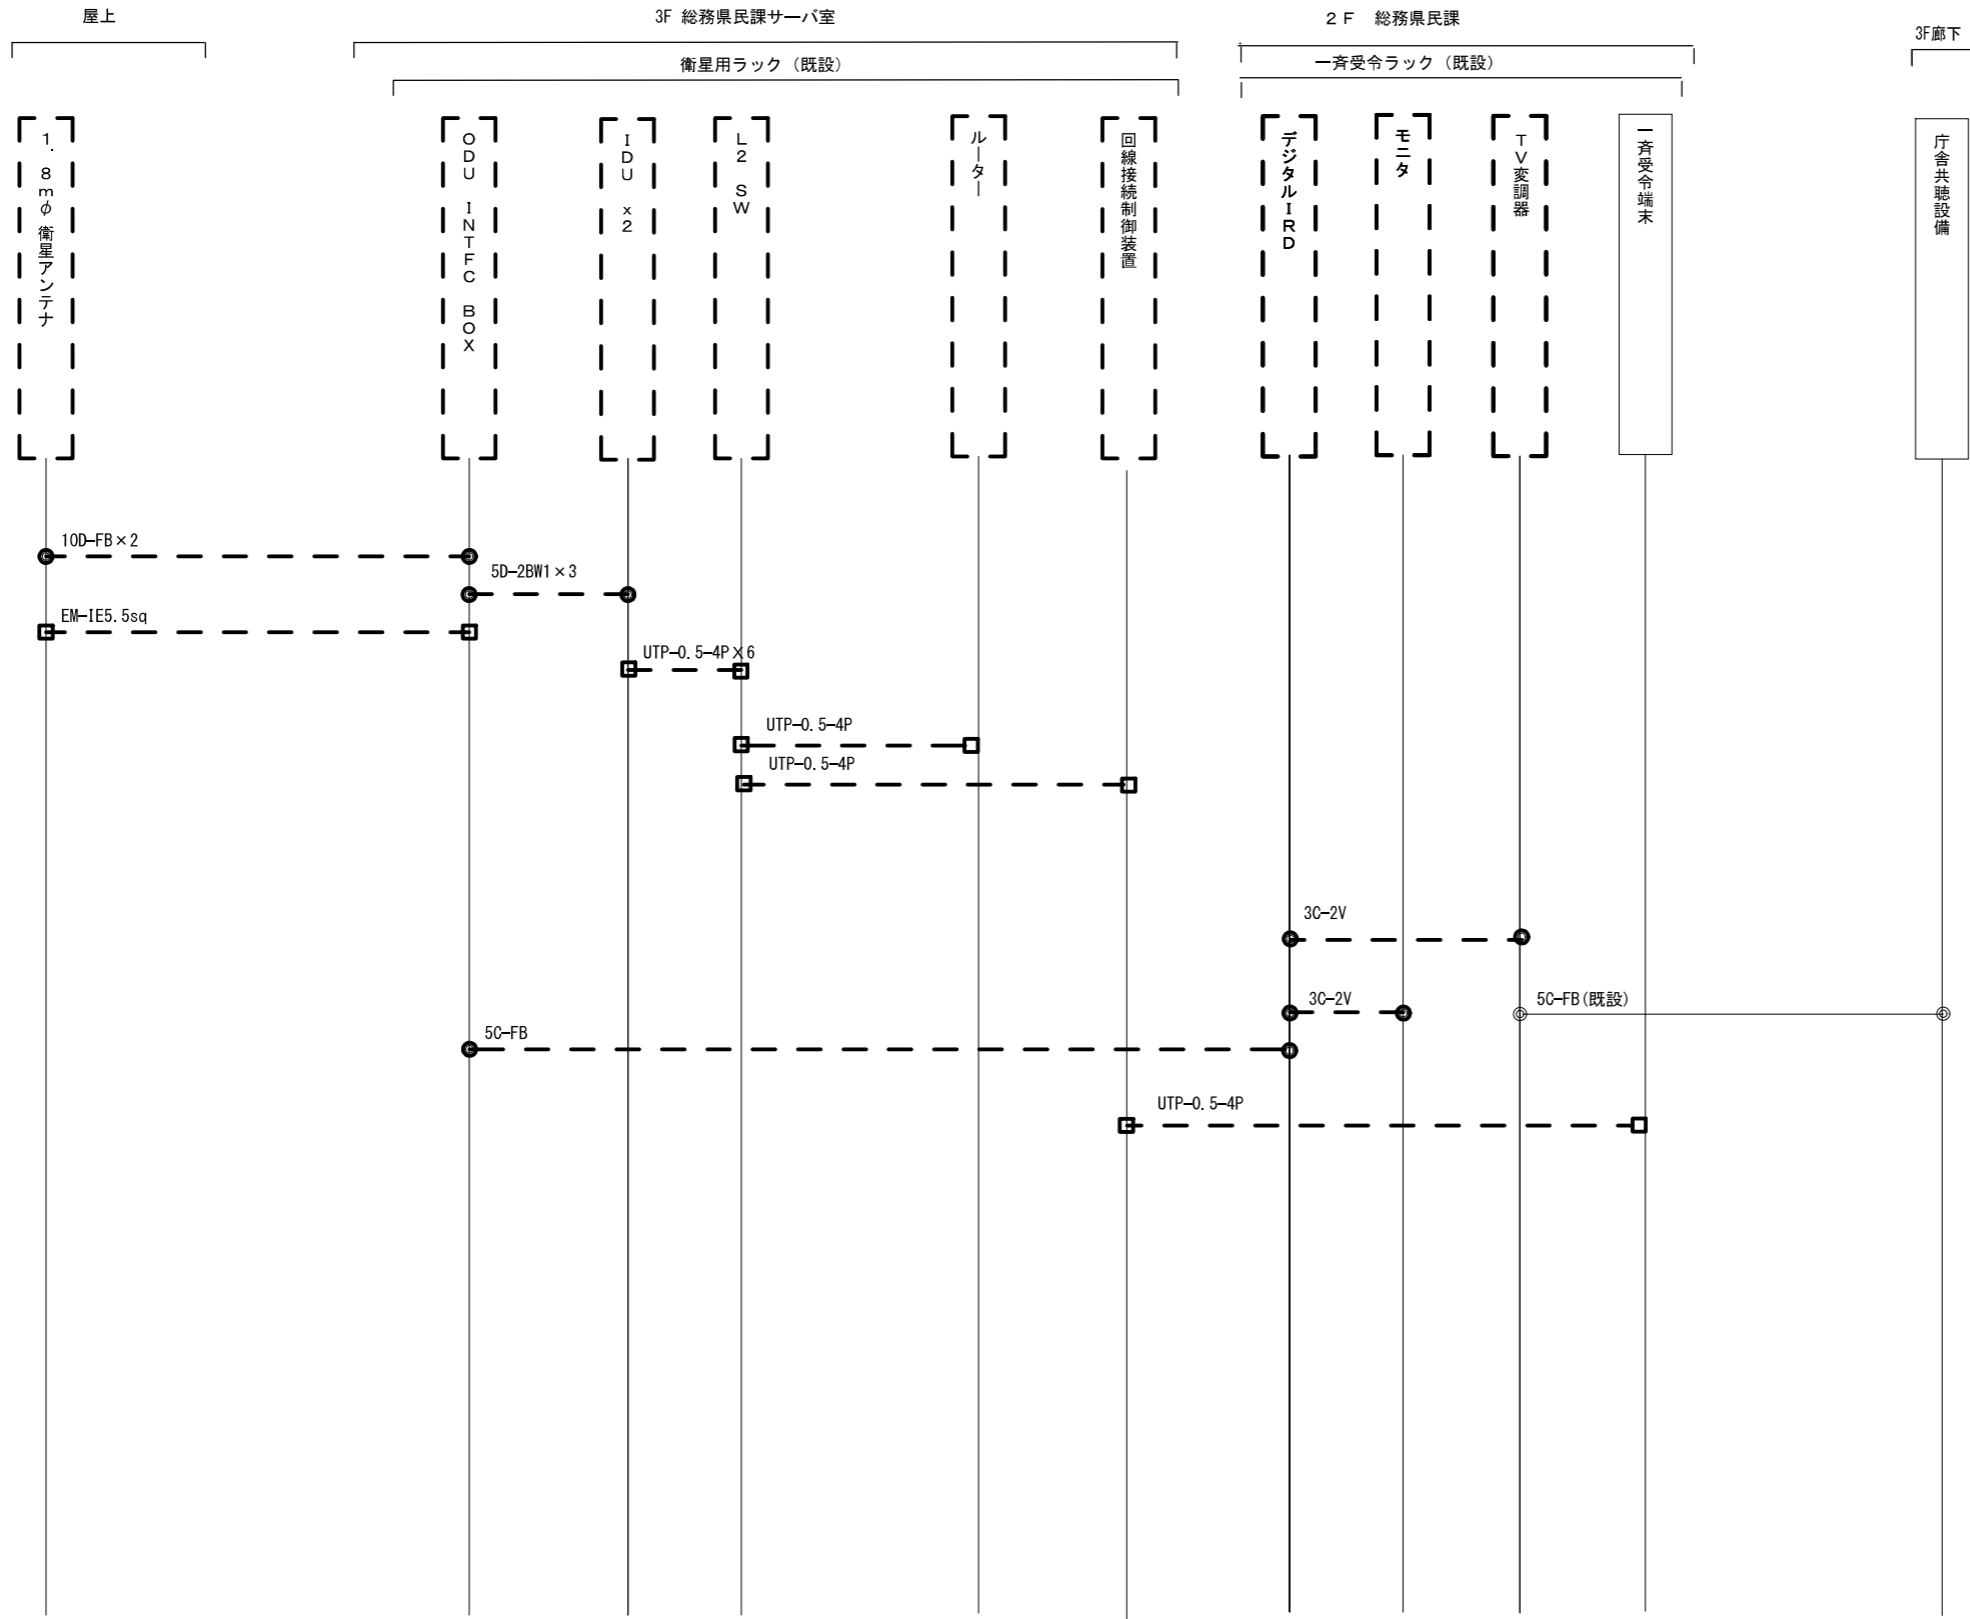 屋上
3F 総務県民課サーバ室
２Ｆ　総務県民課
3F廊下
衛星用ラック（既設）
一斉受令ラック（既設）
１．８ｍφ衛星アンテナ
ＯＤＵ　ＩＮＴＦＣ　ＢＯＸ
ＩＤＵ　x２
Ｌ２　ＳＷ
ルーター
回線接続制御装置
デジタルＩＲＤ
モニタ
ＴＶ変調器
一斉受令端末
庁舎共聴設備
10D-FB×2
5D-2BW1×3
EM-IE5.5sq
UTP-0.5-4P×6
UTP-0.5-4P
UTP-0.5-4P
3C-2V
3C-2V
5C-FB(既設)
5C-FB
UTP-0.5-4P